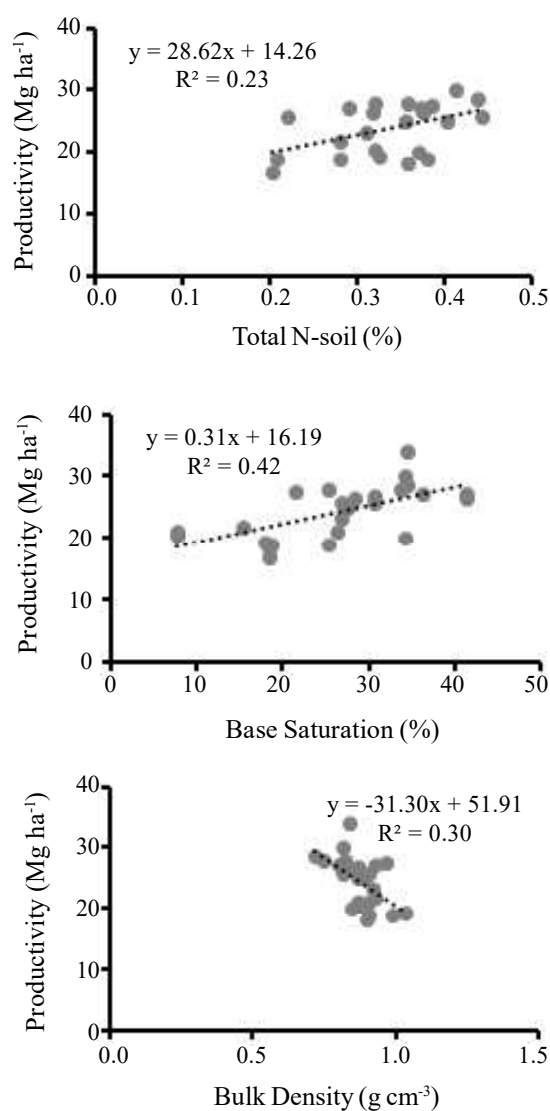 40
30
20
10
0
y = 28.62x + 14.26
R² = 0.23
Productivity (Mg ha⁻¹)
0.0 0.1 0.2 0.3 0.4 0.5
Total N-soil (%)
40
30
20
10
0
y = 0.31x + 16.19
R² = 0.42
Productivity (Mg ha⁻¹)
0 10 20 30 40 50
Base Saturation (%)
40
30
20
10
0
y = -31.30x + 51.91
R² = 0.30
Productivity (Mg ha⁻¹)
0.0 0.5 1.0 1.5
Bulk Density (g cm⁻³)